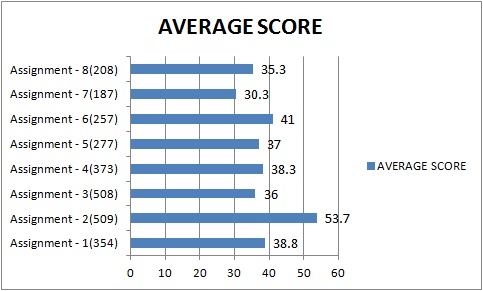 AVERAGE SCORE
Assignment - 8(208) 35.3
Assignment - 7(187) 30.3
Assignment - 6(257) 41
Assignment - 5(277) 37
Assignment - 4(373) 38.3
Assignment - 3(508) 36
Assignment - 2(509) 53.7
Assignment - 1(354) 38.8
0 10 20 30 40 50 60
AVERAGE SCORE